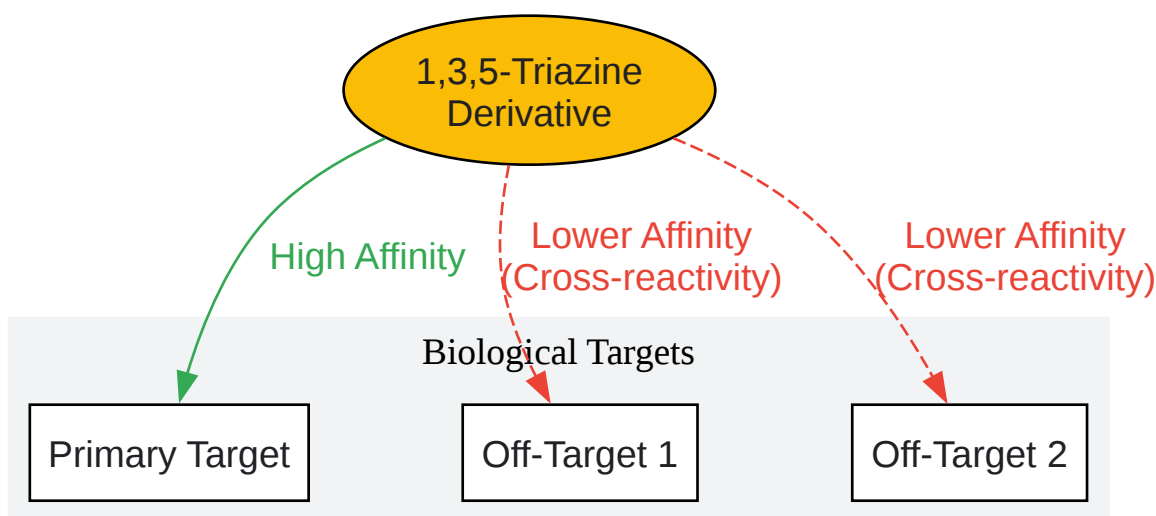 1,3,5-Triazine
Derivative
High Affinity
Lower Affinity
(Cross-reactivity)
Lower Affinity
(Cross-reactivity)
Biological Targets
Primary Target
Off-Target 1
Off-Target 2